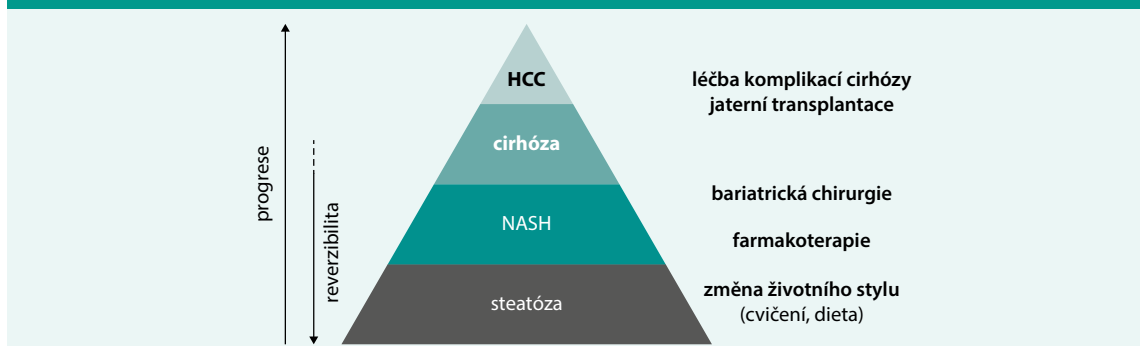 progrese
reverzibilita
HCC
cirhóza
NASH
steatóza
léčba komplikací cirhózy
jaterní transplantace
bariatrická chirurgie
farmakoterapie
změna životního stylu
(cvičení, dieta)